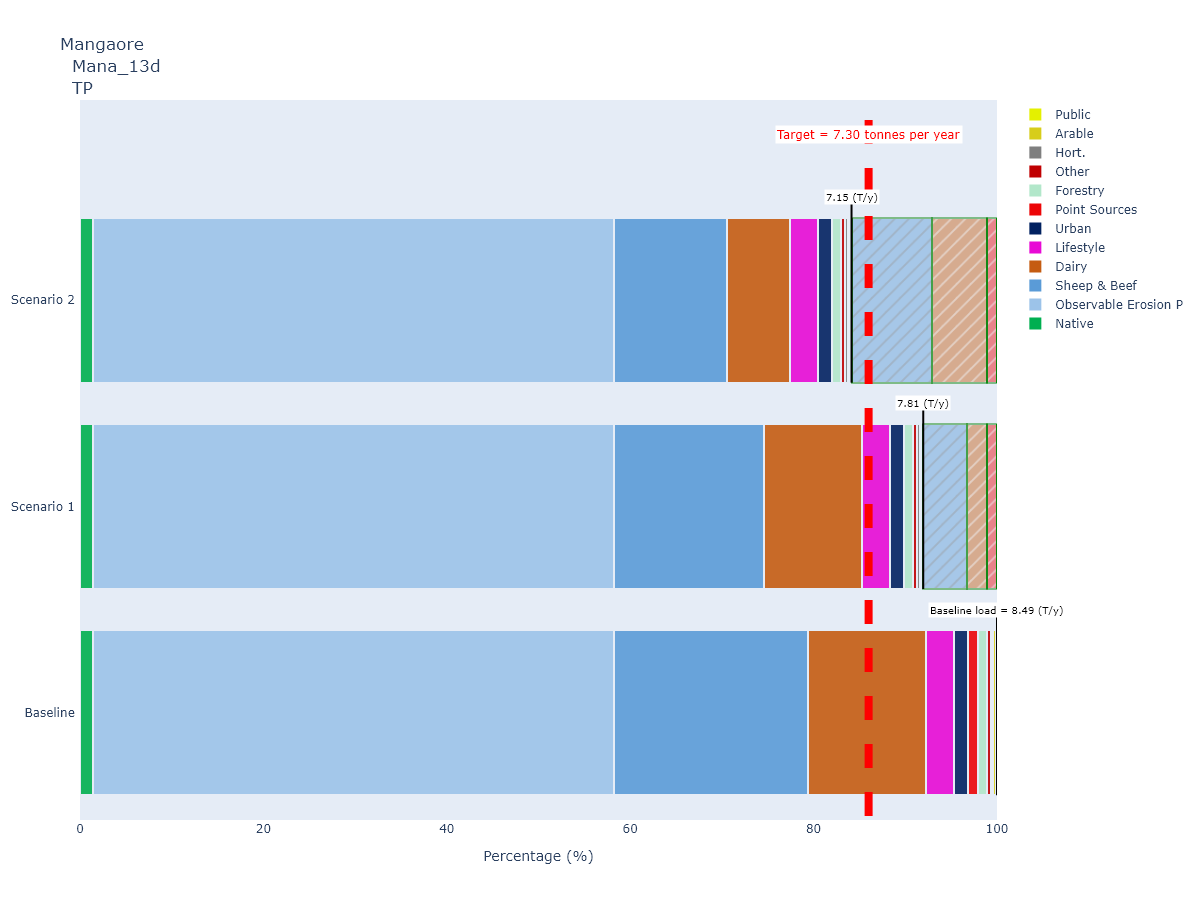 Mangaore
Mana_13d
TP
Target = 7.30 tonnes per year
7.15 (T/y)
Scenario 2
7.81 (T/y)
Scenario 1
Baseline load = 8.49 (T/y)
Baseline
0 20 40 60 80 100
Percentage (%)
Public
Arable
Hort.
Other
Forestry
Point Sources
Urban
Lifestyle
Dairy
Sheep & Beef
Observable Erosion P
Native